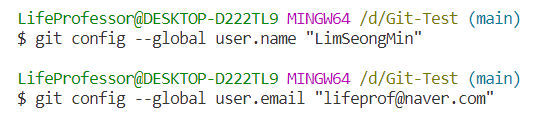 LifeProfessor@DESKTOP-D222TL9 MINGW64 /d/Git-Test (main)
$ git config --global user.name "LimSeongMin"
LifeProfessor@DESKTOP-D222TL9 MINGW64 /d/Git-Test (main)
$ git config --global user.email "lifeprof@naver.com"